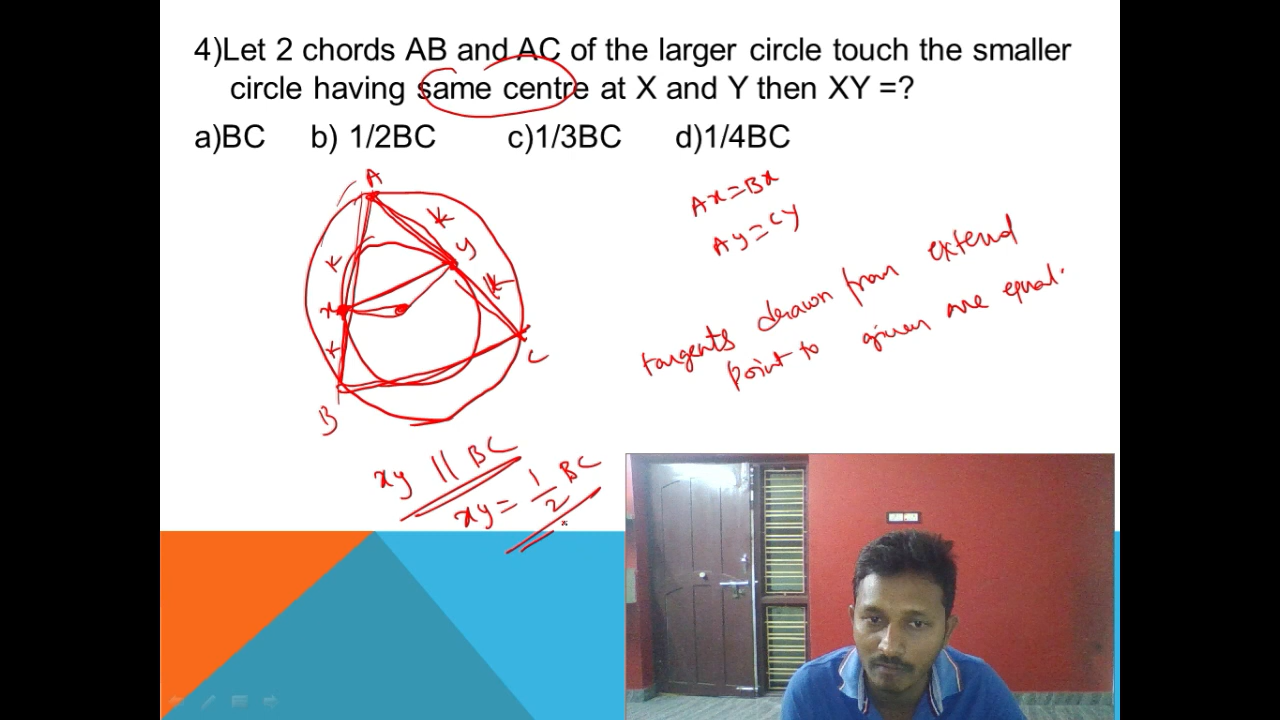 4)Let 2 chords AB and AC of the larger circle touch the smaller
circle having same centre at X and Y then XY =?
a)BC b) 1/2BC c)1/3BC d)1/4BC
A
K
Y
K
K
x
K
B
C
Ax=Bx
Ay=Cy
tangents drawn from extend
point to given are equal.
xy || BC
xy = 1/2 BC